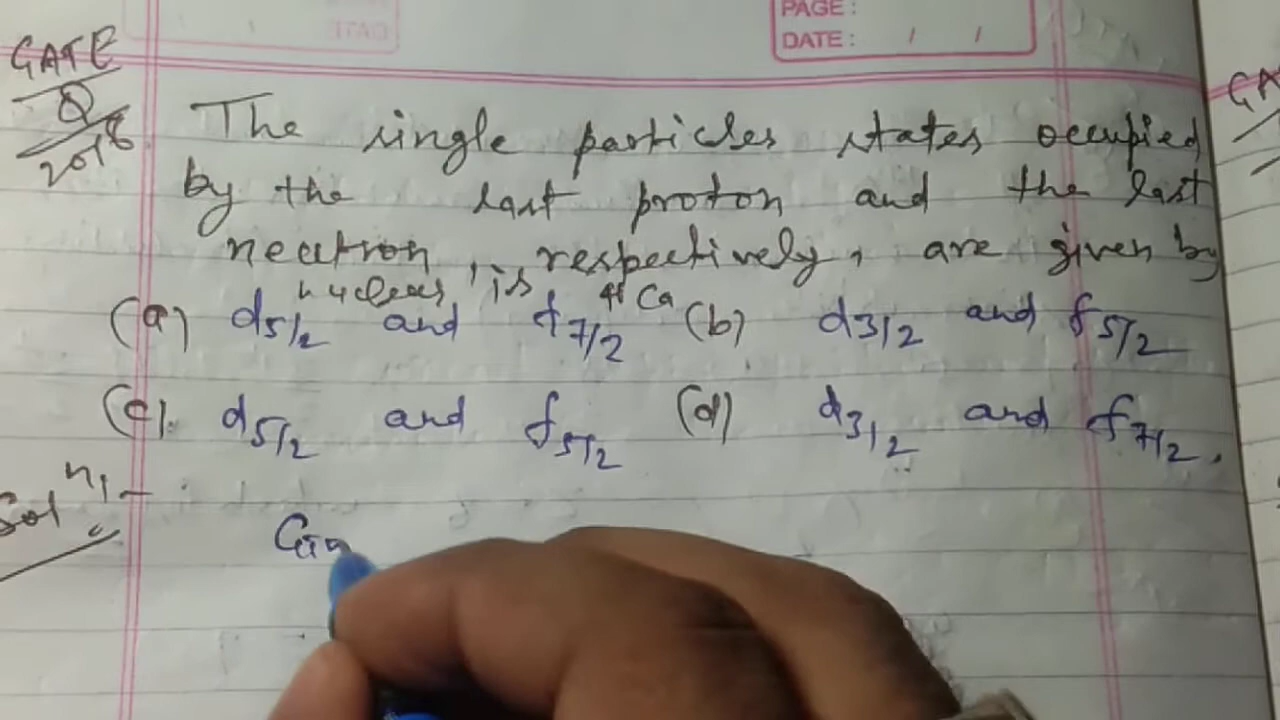 PAGE :
DATE : / /
GATE
Q
2018
The single particles states occupied
by the last proton and the last
neutron, respectively, are given by
nucleus is Ca
(a) d5/2 and f7/2 (b) d3/2 and f5/2
(c). d5/2 and f5/2 (d) d3/2 and f7/2.
Soln,-
Giv